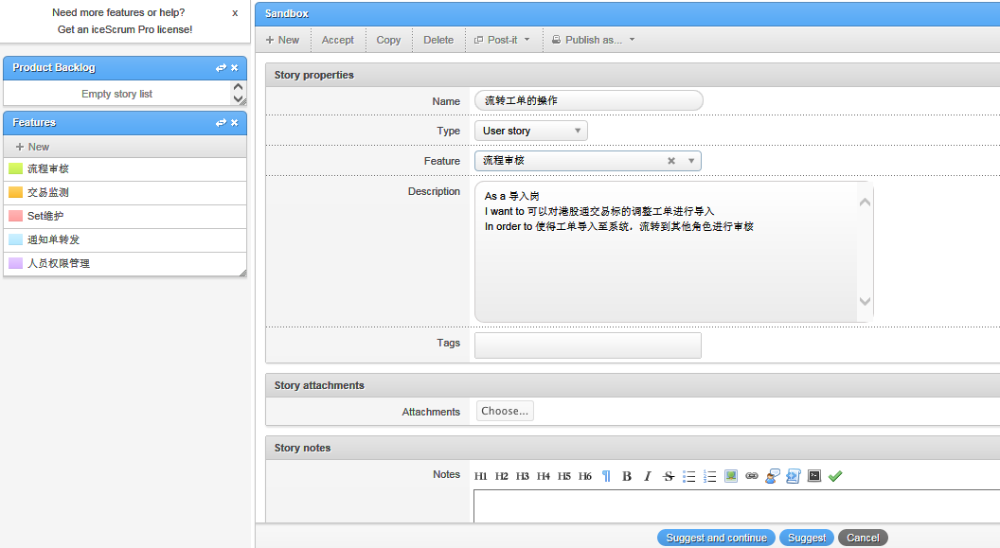 Need more features or help? x
Get an iceScrum Pro license!
Product Backlog
Empty story list
Features
+ New
流程审核
交易监测
Set维护
通知单转发
人员权限管理
Sandbox
+ New Accept Copy Delete Post-it Publish as...
Story properties
Name 流转工单的操作
Type User story
Feature 流程审核
Description As a 导入岗
I want to 可以对港股通交易标的调整工单进行导入
In order to 使得工单导入至系统，流转到其他角色进行审核
Tags
Story attachments
Attachments Choose...
Story notes
Notes H1 H2 H3 H4 H5 H6 ¶ B I S
Suggest and continue Suggest Cancel